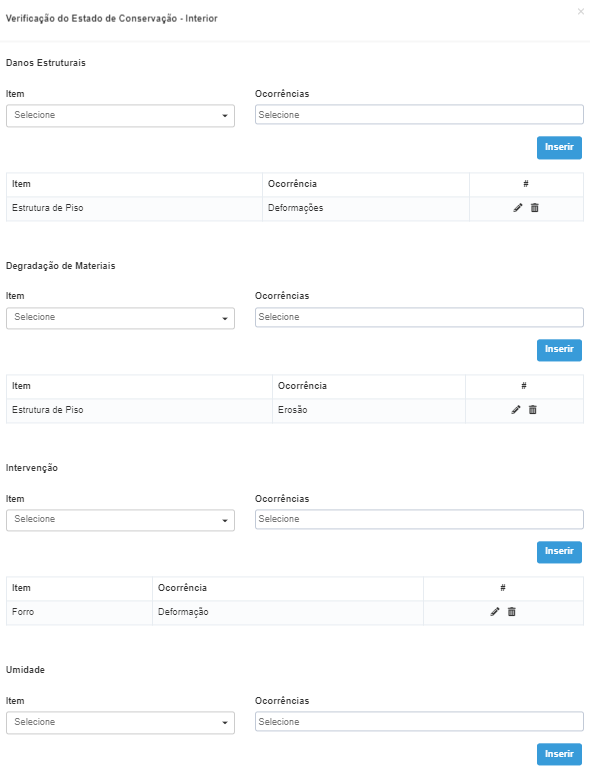 Verificação do Estado de Conservação - Interior ×
Danos Estruturais
Item Ocorrências
Selecione Selecione
Inserir
Item Ocorrência #
Estrutura de Piso Deformações
Degradação de Materiais
Item Ocorrências
Selecione Selecione
Inserir
Item Ocorrência #
Estrutura de Piso Erosão
Intervenção
Item Ocorrências
Selecione Selecione
Inserir
Item Ocorrência #
Forro Deformação
Umidade
Item Ocorrências
Selecione Selecione
Inserir